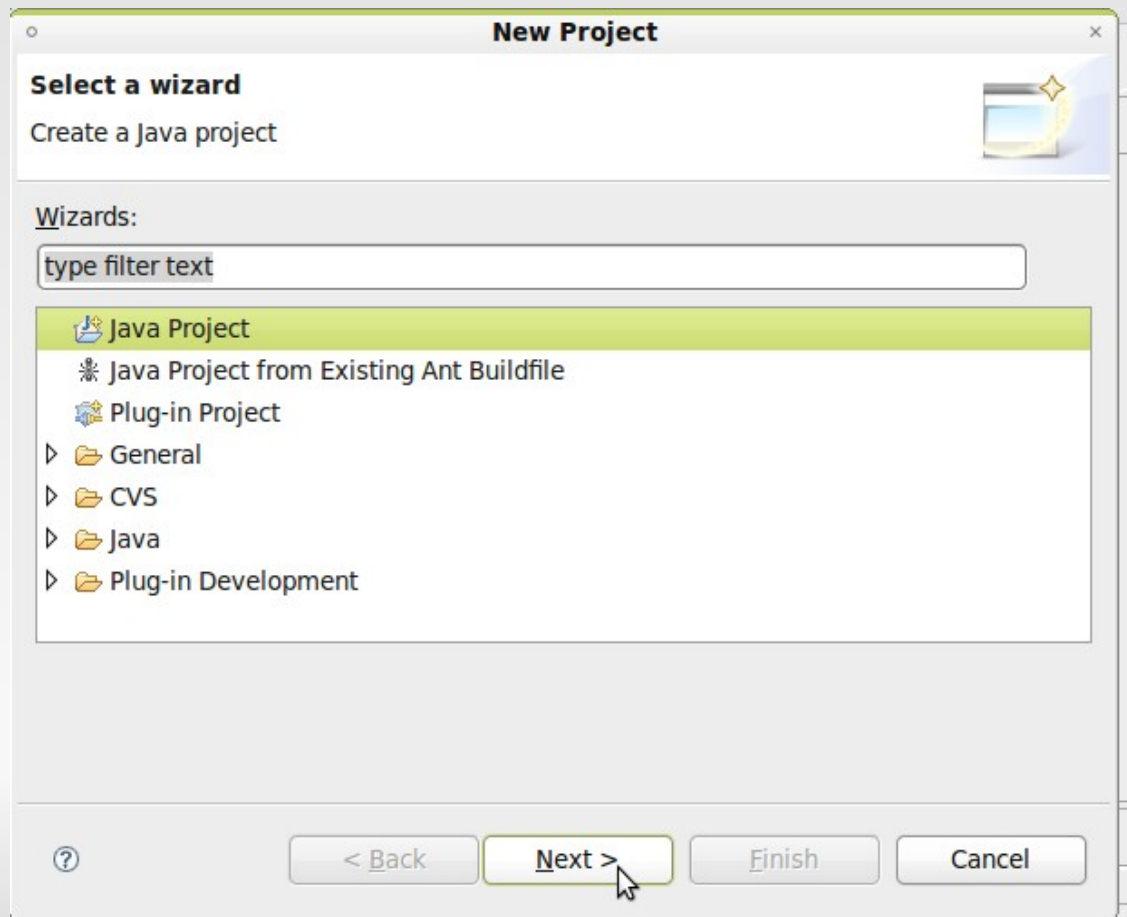 New Project
Select a wizard
Create a Java project
Wizards:
type filter text
Java Project
Java Project from Existing Ant Buildfile
Plug-in Project
General
CVS
Java
Plug-in Development
< Back Next > Finish Cancel